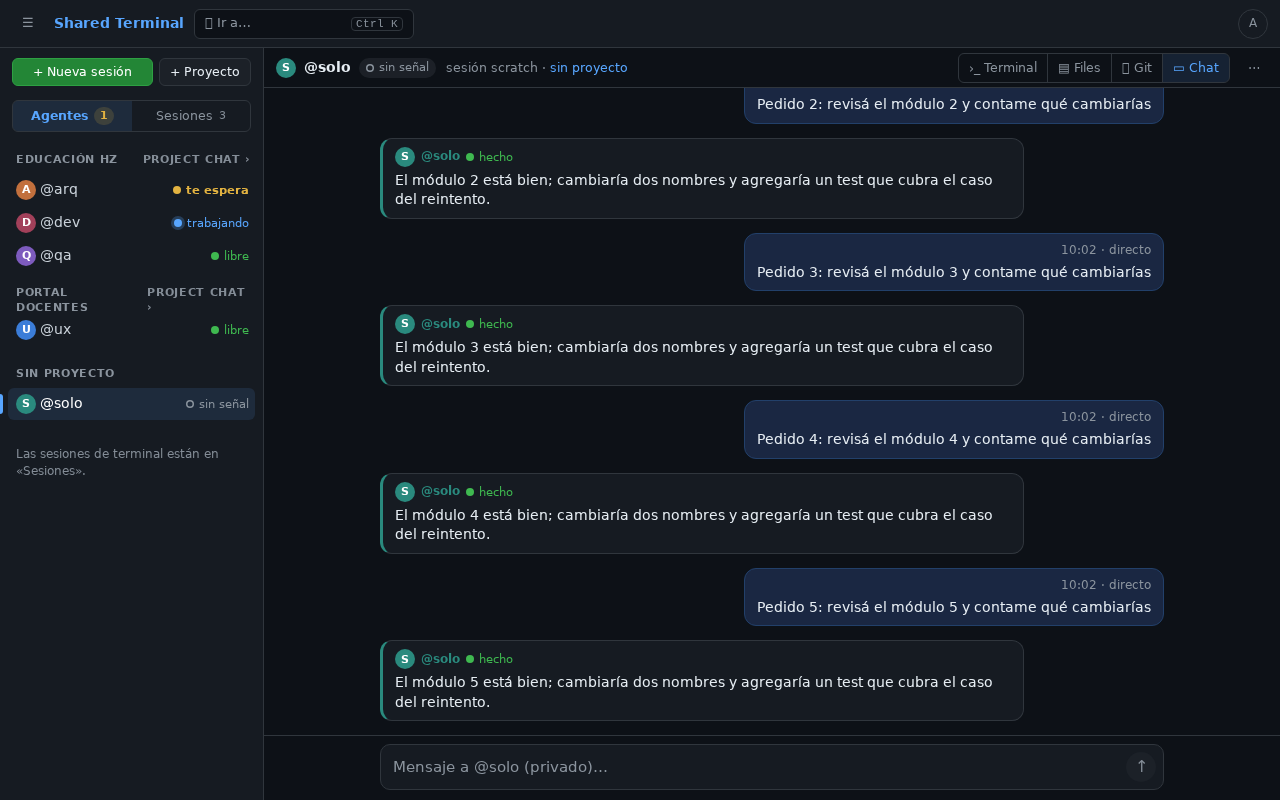 ☰ Shared Terminal Ir a... Ctrl K A
+ Nueva sesión + Proyecto
Agentes 1 Sesiones 3
EDUCACIÓN HZ PROJECT CHAT ›
A @arq te espera
D @dev trabajando
Q @qa libre
PORTAL DOCENTES PROJECT CHAT ›
U @ux libre
SIN PROYECTO
S @solo sin señal
Las sesiones de terminal están en
«Sesiones».
S @solo sin señal sesión scratch · sin proyecto ›_ Terminal Files Git Chat ···
Pedido 2: revisá el módulo 2 y contame qué cambiarías
S @solo hecho
El módulo 2 está bien; cambiaría dos nombres y agregaría un test que cubra el caso
del reintento.
10:02 · directo
Pedido 3: revisá el módulo 3 y contame qué cambiarías
S @solo hecho
El módulo 3 está bien; cambiaría dos nombres y agregaría un test que cubra el caso
del reintento.
10:02 · directo
Pedido 4: revisá el módulo 4 y contame qué cambiarías
S @solo hecho
El módulo 4 está bien; cambiaría dos nombres y agregaría un test que cubra el caso
del reintento.
10:02 · directo
Pedido 5: revisá el módulo 5 y contame qué cambiarías
S @solo hecho
El módulo 5 está bien; cambiaría dos nombres y agregaría un test que cubra el caso
del reintento.
Mensaje a @solo (privado)... ↑